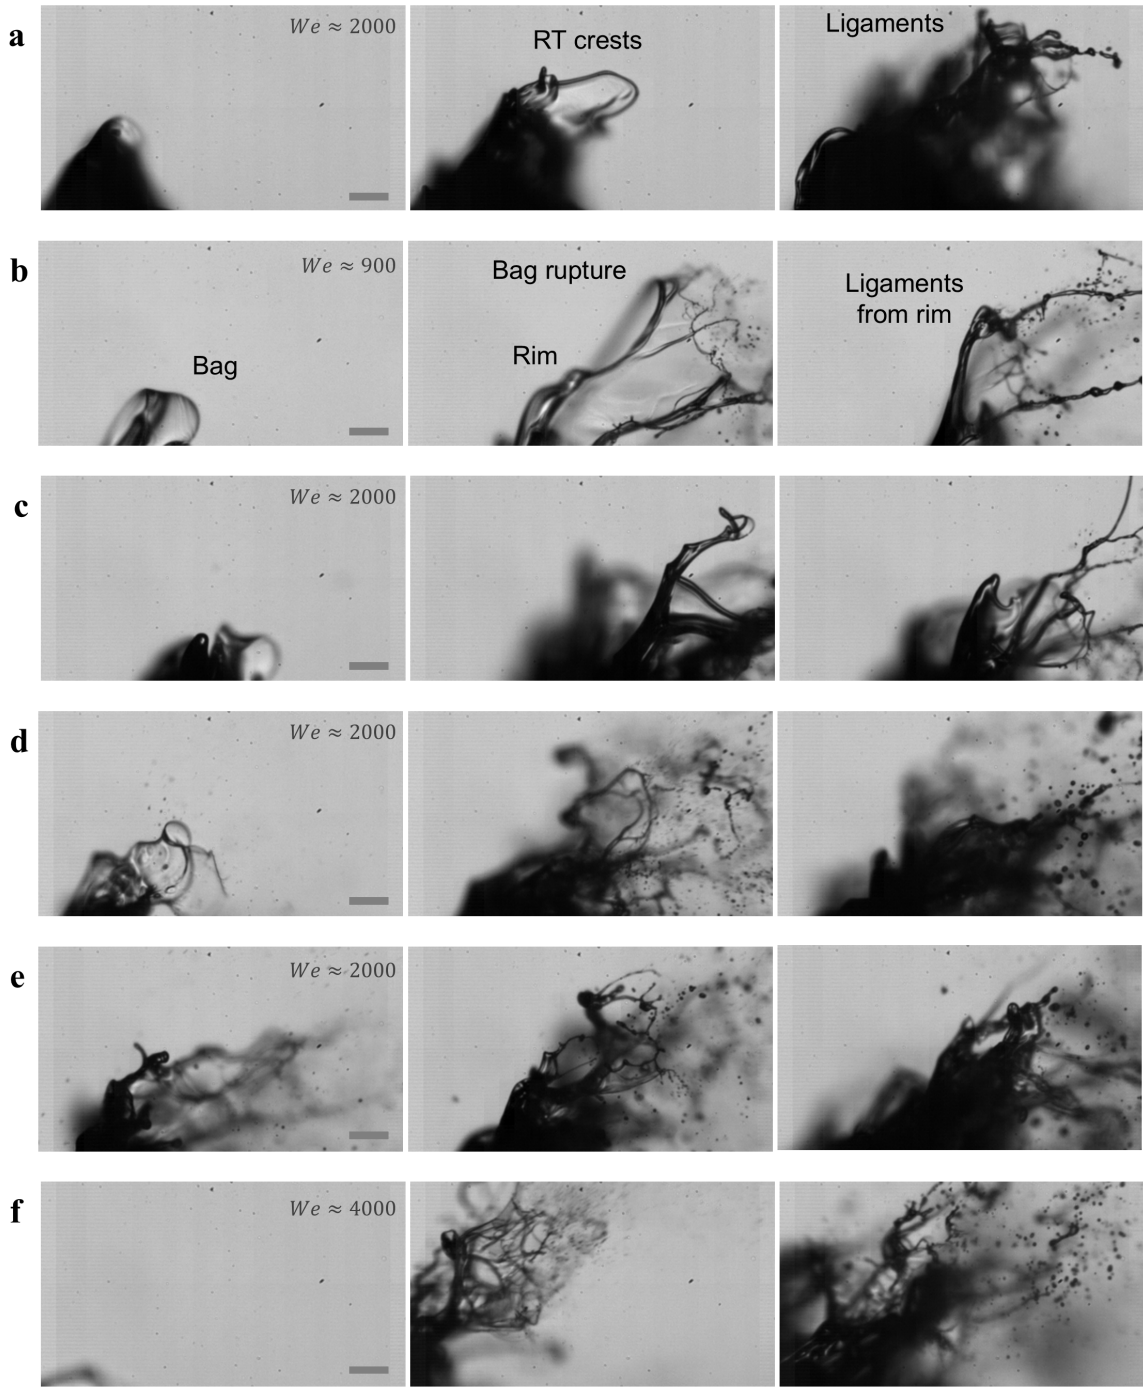 a
We ≈ 2000
RT crests
Ligaments
b
We ≈ 900
Bag
Bag rupture
Rim
Ligaments
from rim
c
We ≈ 2000
d
We ≈ 2000
e
We ≈ 2000
f
We ≈ 4000